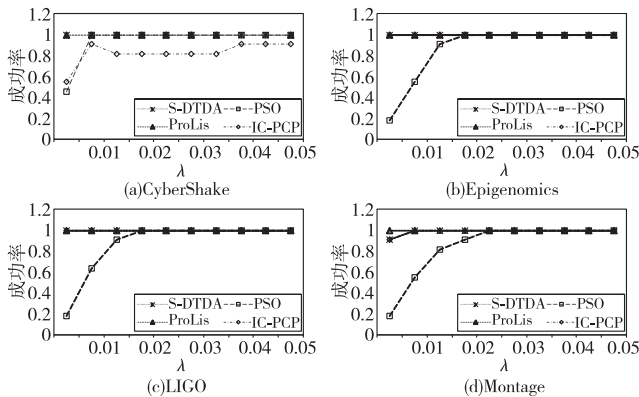 1.2
1
0.8
0.6
0.4
0.2
0
成功率
S-DTDA
PSO
ProLis
IC-PCP
0.01 0.02 0.03 0.04 0.05
λ
(a)CyberShake
1.2
1
0.8
0.6
0.4
0.2
0
成功率
S-DTDA
PSO
ProLis
IC-PCP
0.01 0.02 0.03 0.04 0.05
λ
(b)Epigenomics
1.2
1
0.8
0.6
0.4
0.2
0
成功率
S-DTDA
PSO
ProLis
IC-PCP
0.01 0.02 0.03 0.04 0.05
λ
(c)LIGO
1.2
1
0.8
0.6
0.4
0.2
0
成功率
S-DTDA
PSO
ProLis
IC-PCP
0.01 0.02 0.03 0.04 0.05
λ
(d)Montage